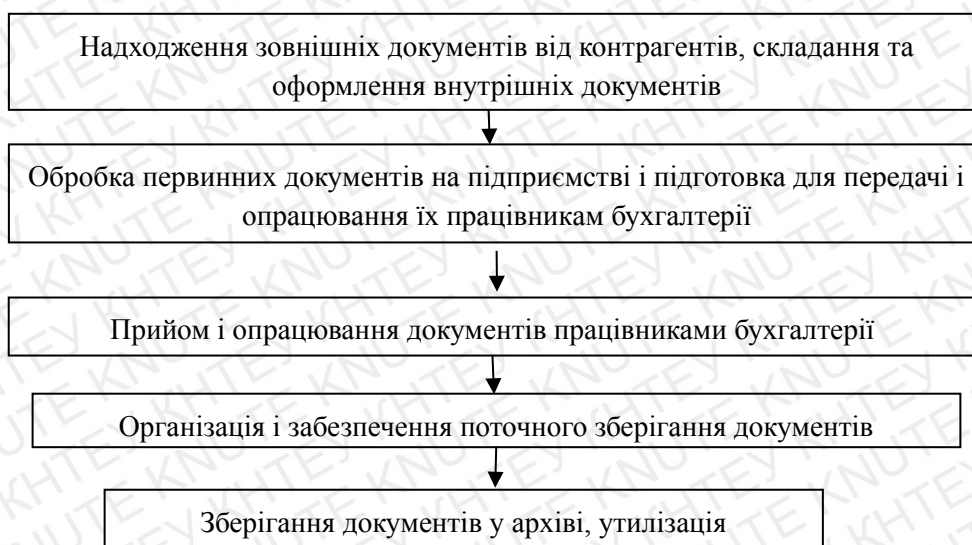 Надходження зовнішніх документів від контрагентів, складання та
оформлення внутрішніх документів
Обробка первинних документів на підприємстві і підготовка для передачі і
опрацювання їх працівникам бухгалтерії
Прийом і опрацювання документів працівниками бухгалтерії
Організація і забезпечення поточного зберігання документів
Зберігання документів у архіві, утилізація